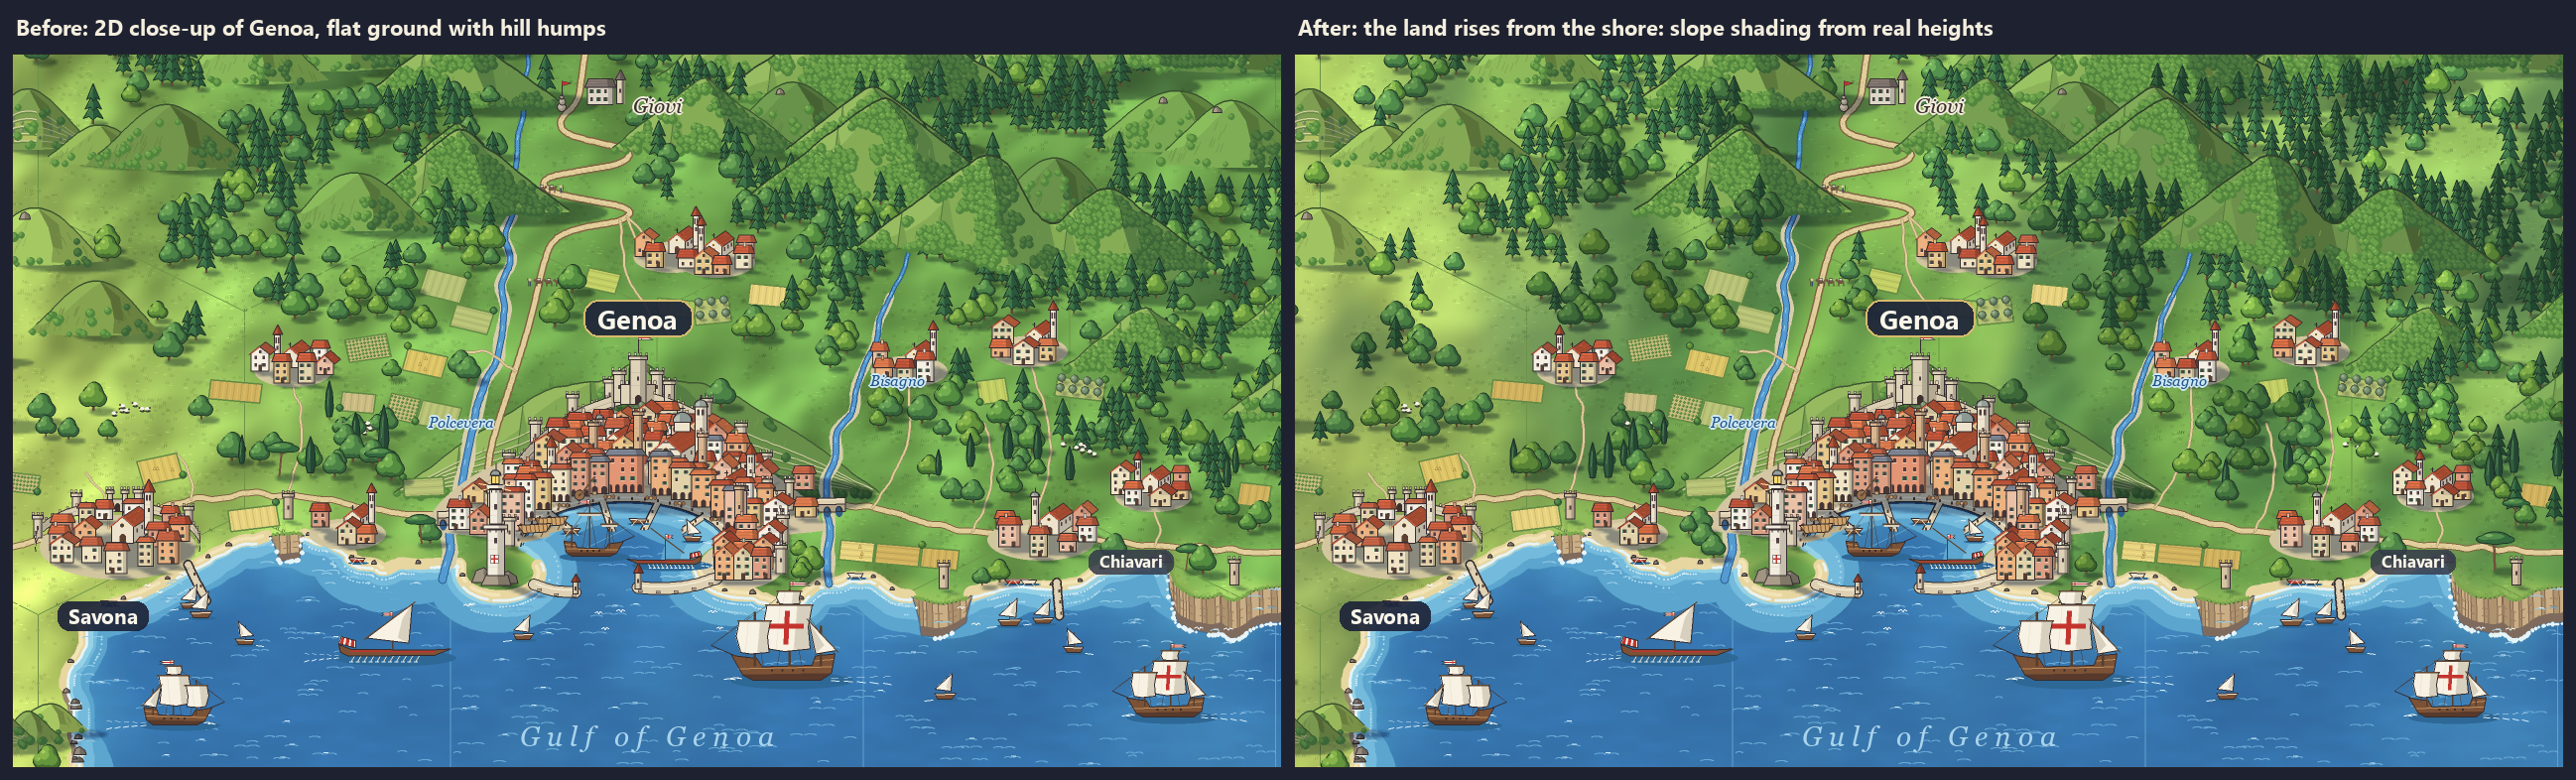 Before: 2D close-up of Genoa, flat ground with hill humps
Giovi
Genoa
Bisagno
Polcevera
Chiavari
Savona
Gulf of Genoa
After: the land rises from the shore: slope shading from real heights
Giovi
Genoa
Bisagno
Polcevera
Chiavari
Savona
Gulf of Genoa